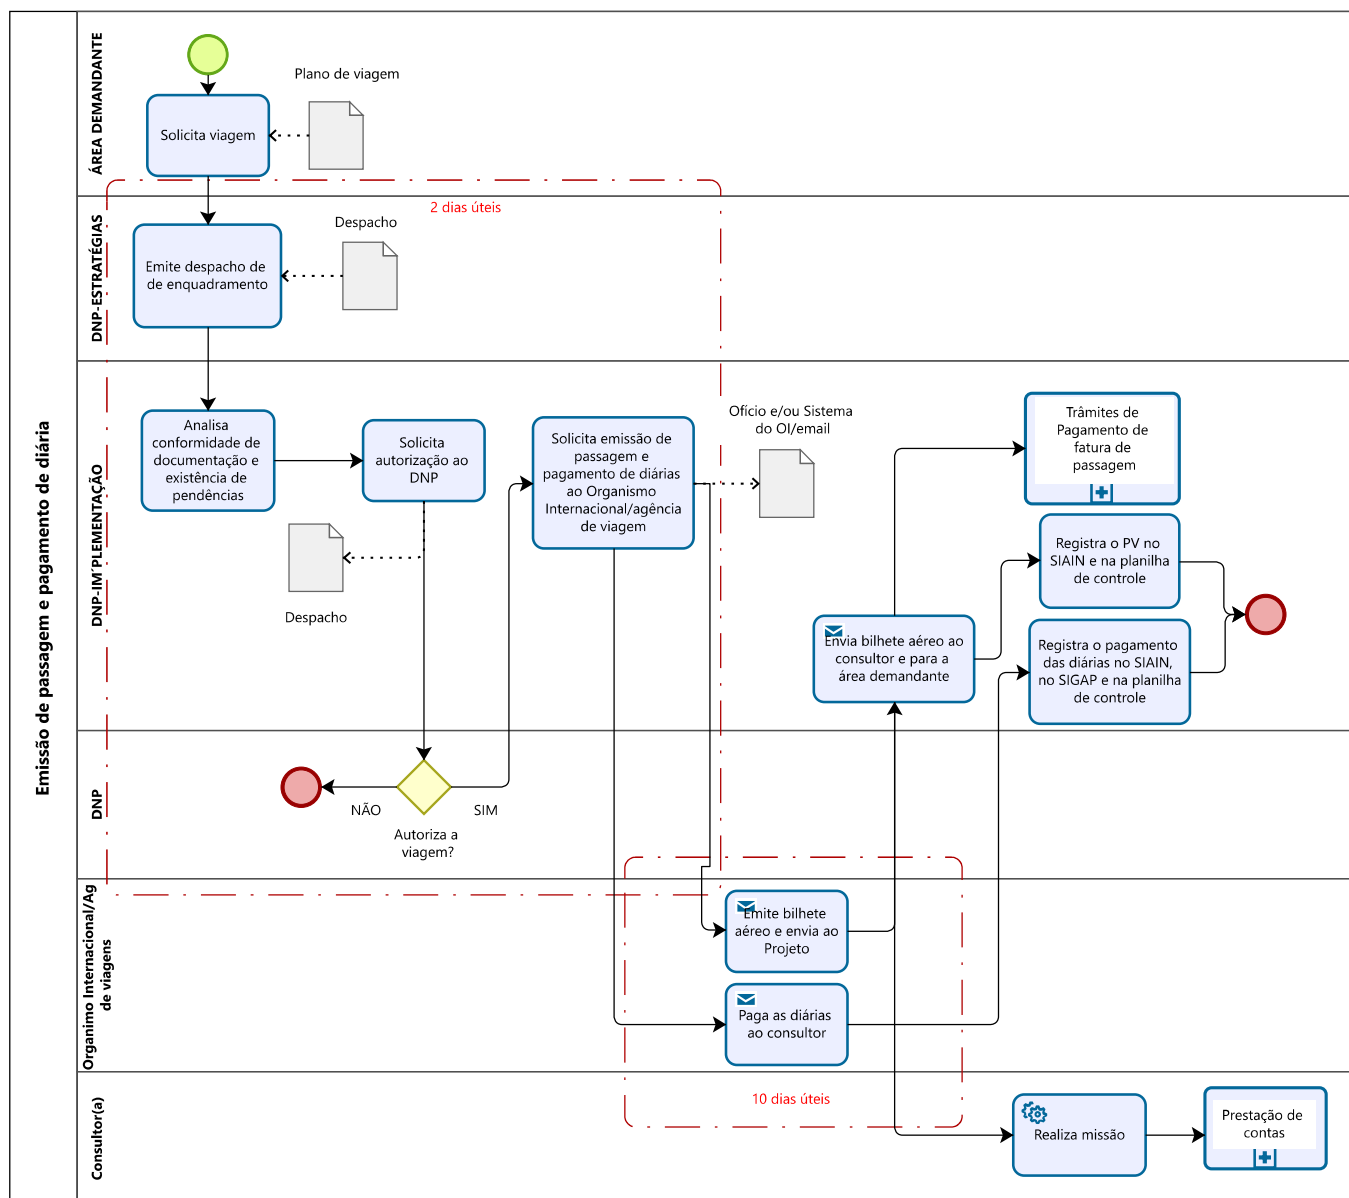 Emissão de passagem e pagamento de diária
ÁREA DEMANDANTE
Plano de viagem
Solicita viagem
DNP-ESTRATÉGIAS
2 dias úteis
Despacho
Emite despacho de
de enquadramento
DNP-IM´PLEMENTAÇÃO
Analisa
conformidade de
documentação e
existência de
pendências
Solicita
autorização ao
DNP
Despacho
Solicita emissão de
passagem e
pagamento de diárias
ao Organismo
Internacional/agência
de viagem
Ofício e/ou Sistema
do OI/email
Trâmites de
Pagamento de
fatura de
passagem
Registra o PV no
SIAIN e na planilha
de controle
Envia bilhete aéreo ao
consultor e para a
área demandante
Registra o pagamento
das diárias no SIAIN,
no SIGAP e na planilha
de controle
DNP
NÃO
SIM
Autoriza a
viagem?
Organimo Internacional/Ag
de viagens
Emite bilhete
aéreo e envia ao
Projeto
Paga as diárias
ao consultor
10 dias úteis
Consultor(a)
Realiza missão
Prestação de
contas